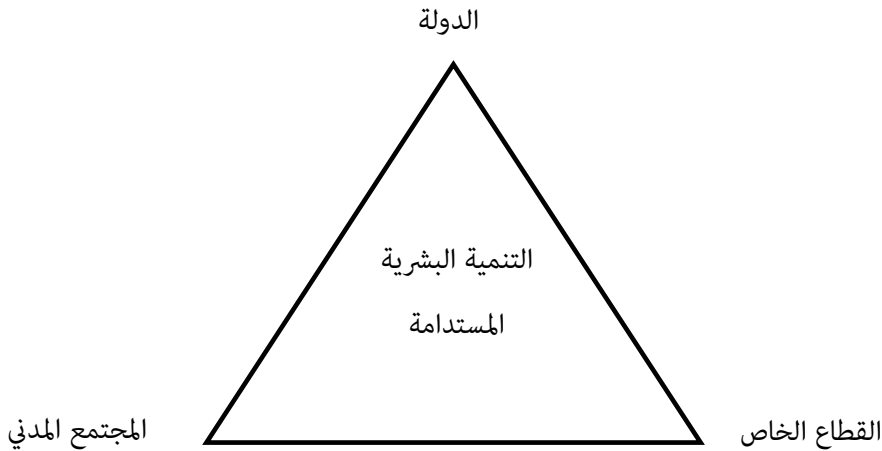 الدولة
التنمية البشرية
المستدامة
القطاع الخاص
المجتمع المدني